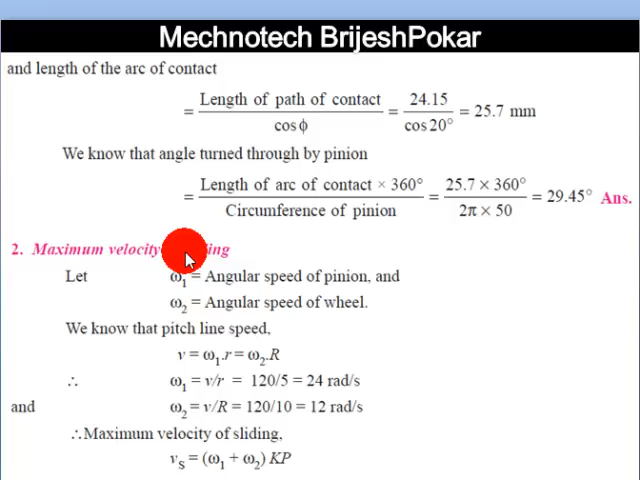 Mechnotech BrijeshPokar
and length of the arc of contact
= Length of path of contact / cos ϕ = 24.15 / cos 20° = 25.7 mm
We know that angle turned through by pinion
= Length of arc of contact × 360° / Circumference of pinion = 25.7 × 360° / 2π × 50 = 29.45° Ans.
2. Maximum velocity
Let ω1 = Angular speed of pinion, and
ω2 = Angular speed of wheel.
We know that pitch line speed,
v = ω1.r = ω2.R
∴ ω1 = v/r = 120/5 = 24 rad/s
and ω2 = v/R = 120/10 = 12 rad/s
∴ Maximum velocity of sliding,
vS = (ω1 + ω2) KP